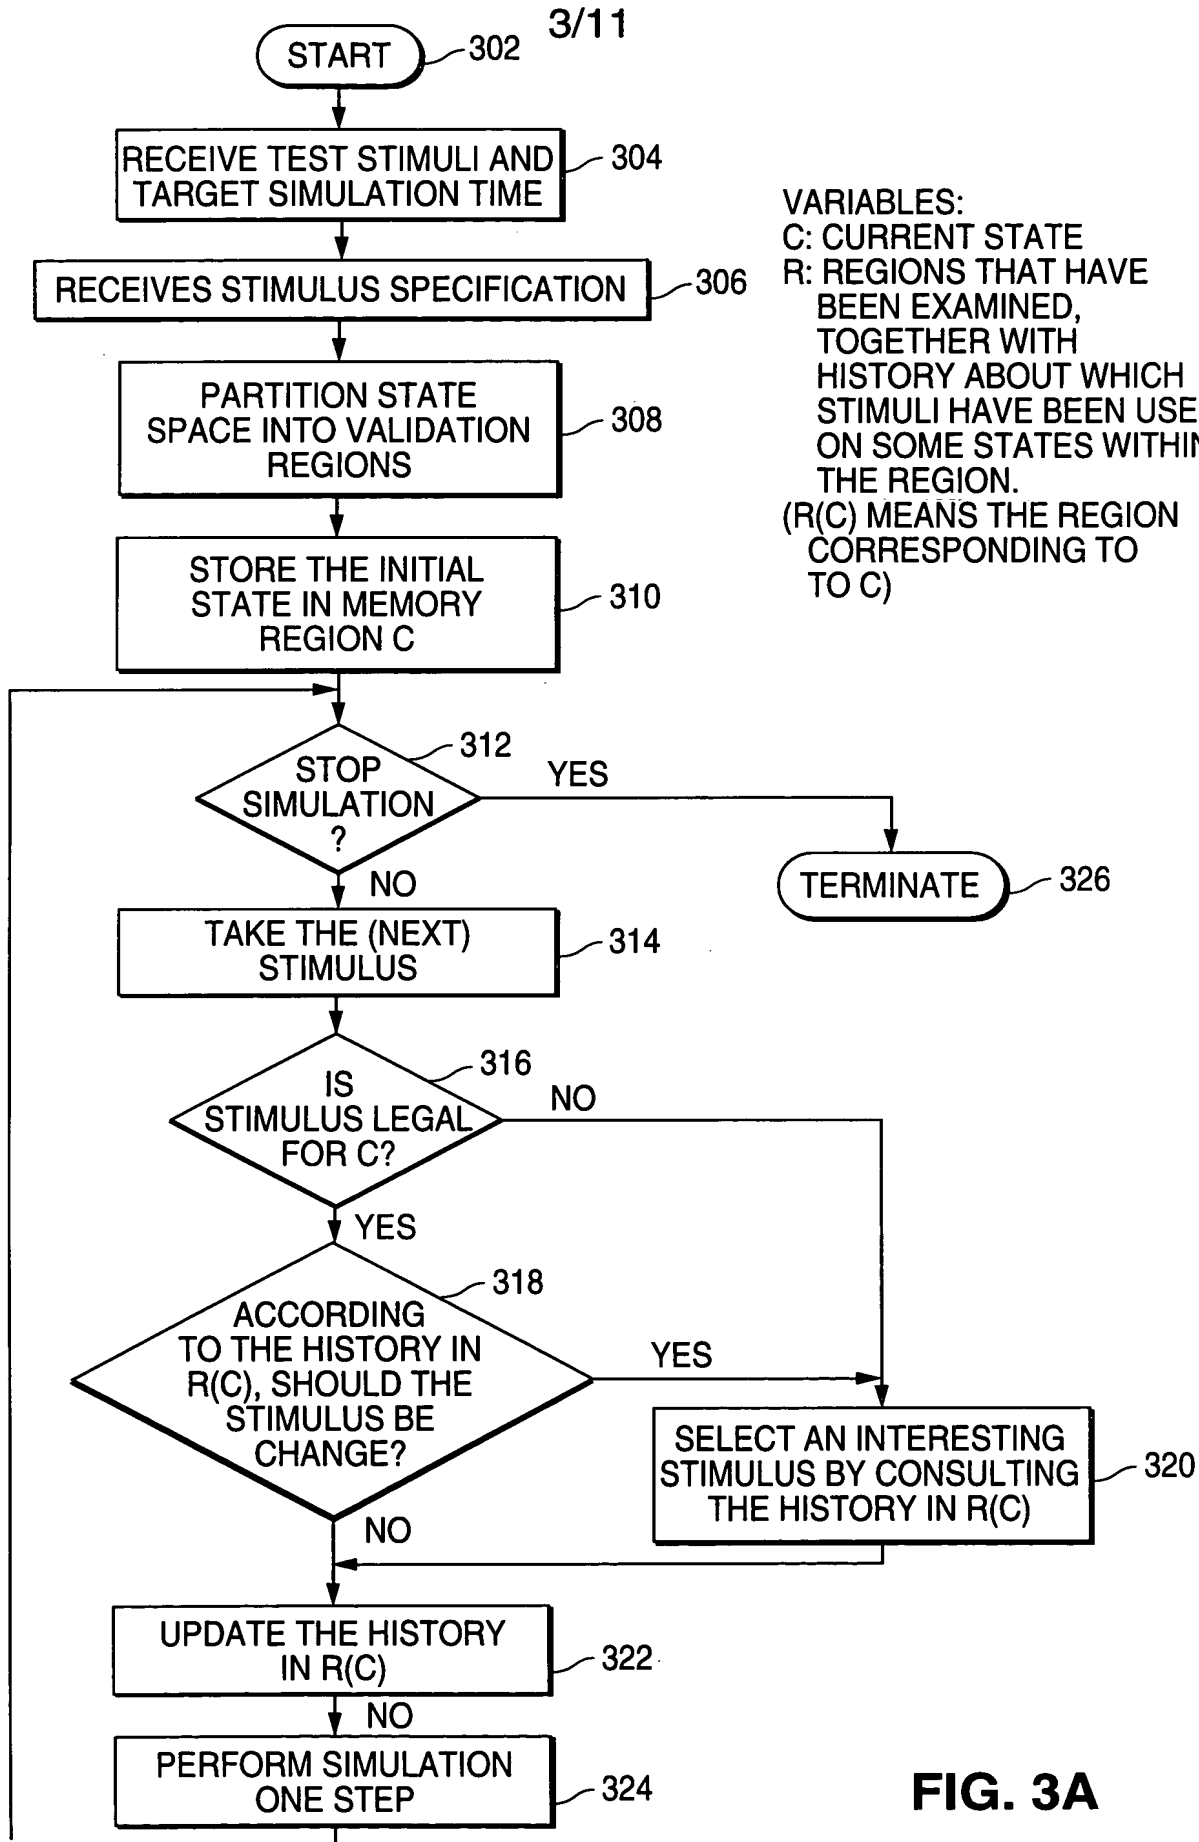 3/11
START
302
RECEIVE TEST STIMULI AND
TARGET SIMULATION TIME
304
RECEIVES STIMULUS SPECIFICATION
306
PARTITION STATE
SPACE INTO VALIDATION
REGIONS
308
STORE THE INITIAL
STATE IN MEMORY
REGION C
310
VARIABLES:
C: CURRENT STATE
R: REGIONS THAT HAVE
BEEN EXAMINED,
TOGETHER WITH
HISTORY ABOUT WHICH
STIMULI HAVE BEEN USE
ON SOME STATES WITHIN
THE REGION.
(R(C) MEANS THE REGION
CORRESPONDING TO
TO C)
STOP
SIMULATION
?
312
YES
TERMINATE
326
NO
TAKE THE (NEXT)
STIMULUS
314
IS
STIMULUS LEGAL
FOR C?
316
NO
YES
ACCORDING
TO THE HISTORY IN
R(C), SHOULD THE
STIMULUS BE
CHANGE?
318
YES
SELECT AN INTERESTING
STIMULUS BY CONSULTING
THE HISTORY IN R(C)
320
NO
UPDATE THE HISTORY
IN R(C)
322
NO
PERFORM SIMULATION
ONE STEP
324
FIG. 3A